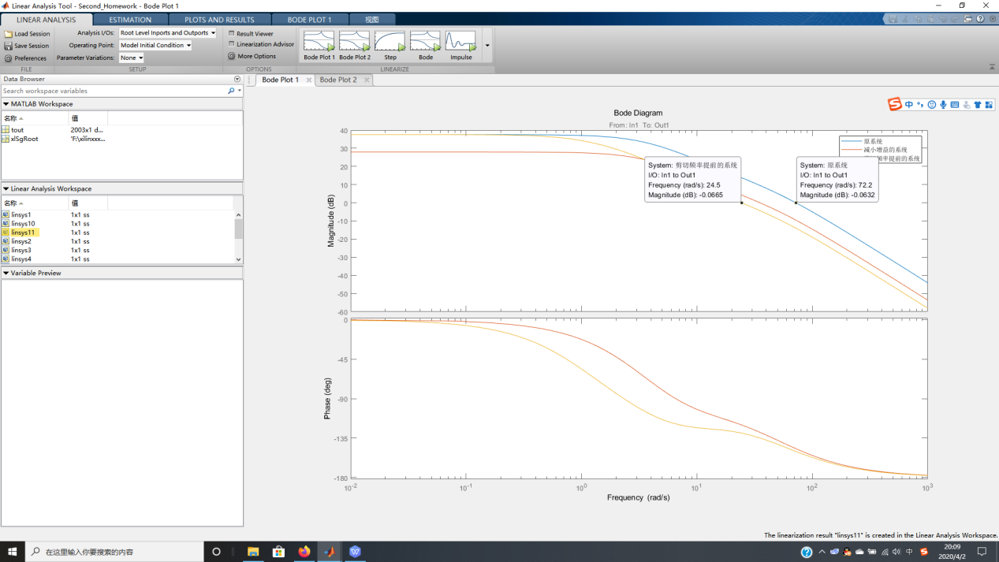 Linear Analysis Tool - Second_Homework - Bode Plot 1
LINEAR ANALYSIS ESTIMATION PLOTS AND RESULTS BODE PLOT 1 视图
Load Session
Save Session
Preferences
FILE
Analysis I/Os: Root Level Inports and Outports
Operating Point: Model Initial Condition
Parameter Variations: None
SETUP
Result Viewer
Linearization Advisor
More Options
OPTIONS
Bode Plot 1 Bode Plot 2 Step Bode Impulse
LINEARIZE
Data Browser
Search workspace variables
MATLAB Workspace
名称 值
tout 2003x1 d...
xlSgRoot 'F:\xilinxxx...
Linear Analysis Workspace
名称 值
linsys1 1x1 ss
linsys10 1x1 ss
linsys11 1x1 ss
linsys2 1x1 ss
linsys3 1x1 ss
linsys4 1x1 ss
Variable Preview
Bode Plot 1 Bode Plot 2
中
Bode Diagram
From: In1 To: Out1
原系统
减小增益的系统
频率提前的系统
System: 剪切频率提前的系统
I/O: In1 to Out1
Frequency (rad/s): 24.5
Magnitude (dB): -0.0665
System: 原系统
I/O: In1 to Out1
Frequency (rad/s): 72.2
Magnitude (dB): -0.0632
Magnitude (dB)
40
30
20
10
0
-10
-20
-30
-40
-50
-60
Phase (deg)
0
-45
-90
-135
-180
10-2 10-1 100 101 102 103
Frequency (rad/s)
The linearization result "linsys11" is created in the Linear Analysis Workspace.
在这里输入你要搜索的内容
中
20:09
2020/4/2